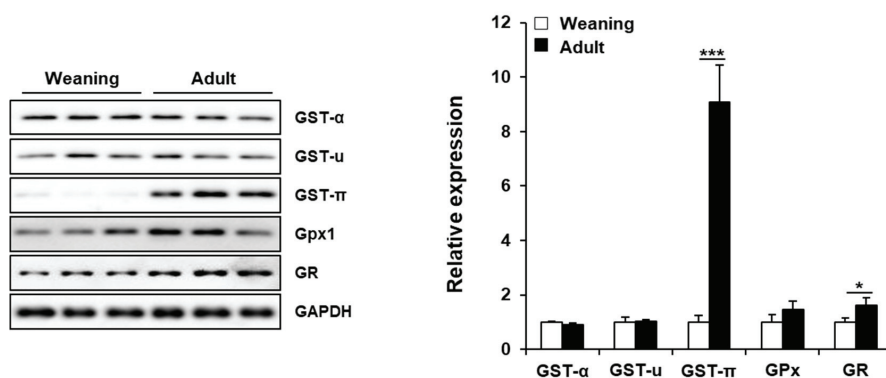 Weaning Adult
GST-α
GST-u
GST-π
Gpx1
GR
GAPDH
Relative expression
12
10
8
6
4
2
0
Weaning
Adult
***
*
GST-α GST-u GST-π GPx GR